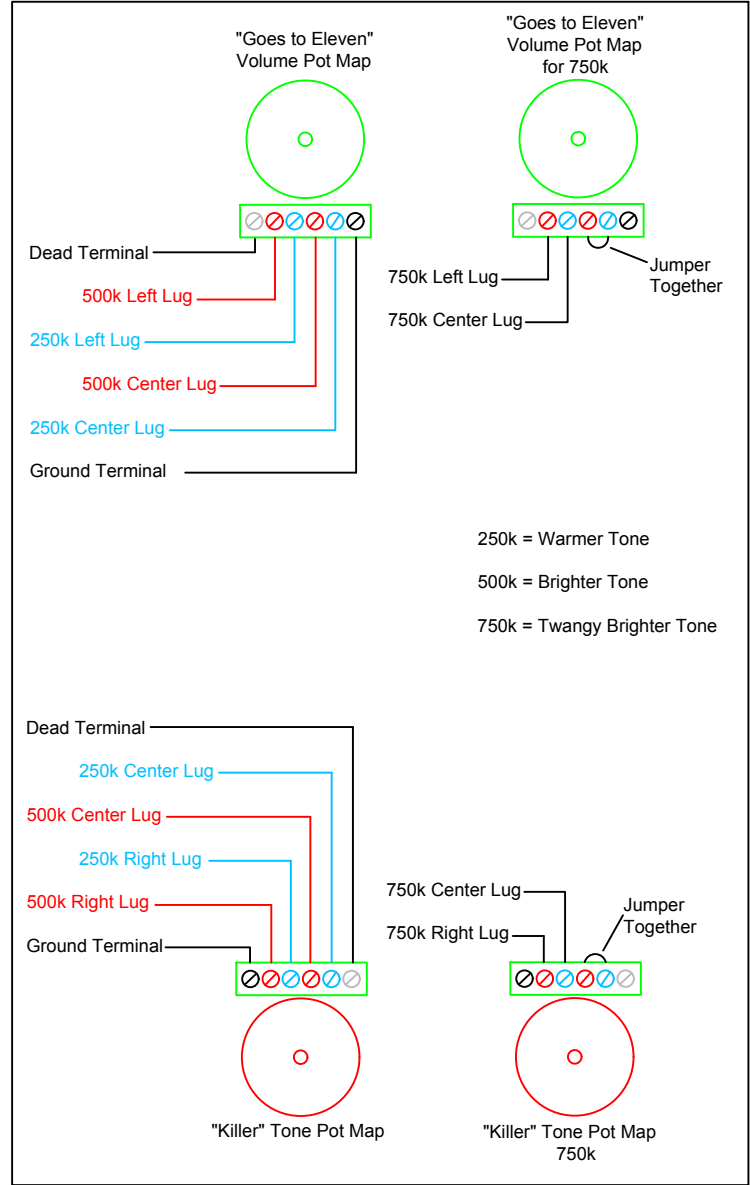 "Goes to Eleven"
Volume Pot Map
"Goes to Eleven"
Volume Pot Map
for 750k
Dead Terminal
500k Left Lug
250k Left Lug
500k Center Lug
250k Center Lug
Ground Terminal
750k Left Lug
750k Center Lug
Jumper
Together
250k = Warmer Tone
500k = Brighter Tone
750k = Twangy Brighter Tone
Dead Terminal
250k Center Lug
500k Center Lug
250k Right Lug
500k Right Lug
Ground Terminal
750k Center Lug
750k Right Lug
Jumper
Together
"Killer" Tone Pot Map
"Killer" Tone Pot Map
750k